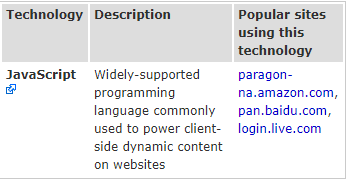 Technology
Description
Popular sites
using this
technology
JavaScript
Widely-supported
programming
language commonly
used to power client-
side dynamic content
on websites
paragon-
na.amazon.com,
pan.baidu.com,
login.live.com